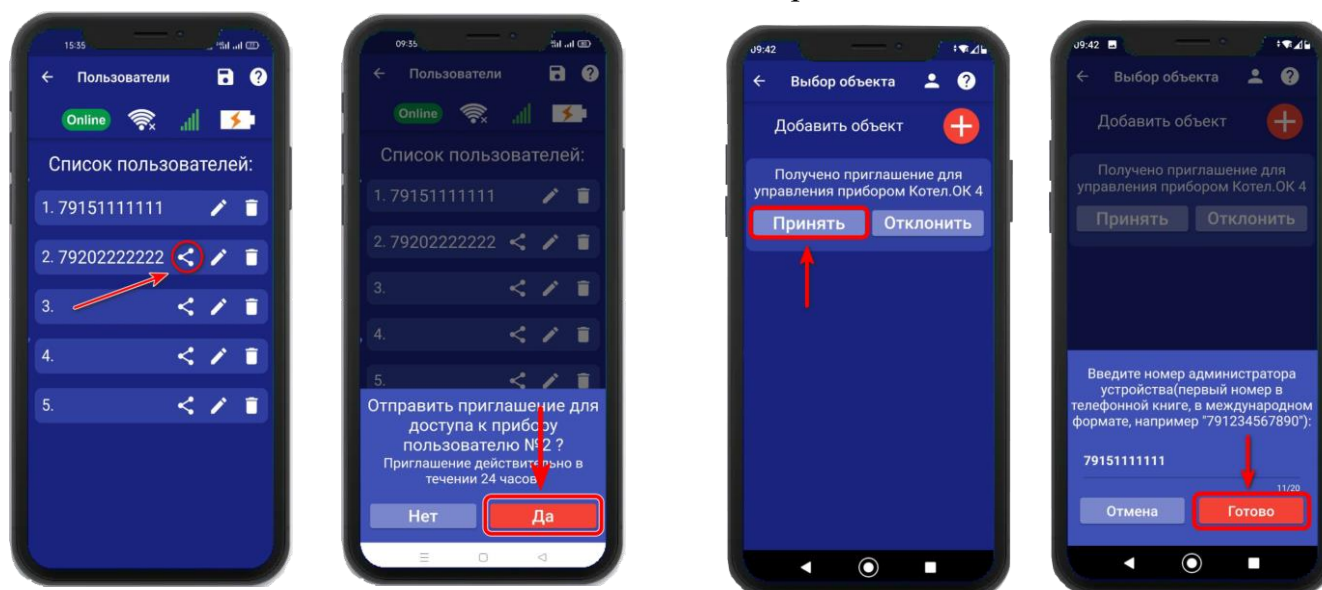 15:35
Пользователи
Online
Список пользователей:
1. 79151111111
2. 79202222222
3.
4.
5.
09:35
Пользователи
Online
Список пользователей:
1. 79151111111
2. 79202222222
3.
4.
5.
Отправить приглашение для
доступа к прибору
пользователю №2 ?
Приглашение действительно в
течении 24 часов
Нет Да
09:42
Выбор объекта
Добавить объект
Получено приглашение для
управления прибором Котел.ОК 4
Принять Отклонить
09:42
Выбор объекта
Добавить объект
Получено приглашение для
управления прибором Котел.ОК 4
Принять Отклонить
Введите номер администратора
устройства(первый номер в
телефонной книге, в международном
формате, например "791234567890"):
79151111111
11/20
Отмена Готово